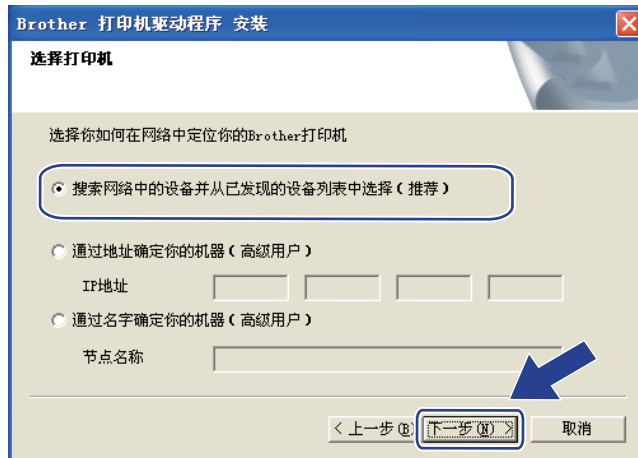 Brother 打印机驱动程序 安装
选择打印机
选择你如何在网络中定位你的Brother打印机
搜索网络中的设备并从已发现的设备列表中选择(推荐)
通过地址确定你的机器(高级用户)
IP地址
通过名字确定你的机器(高级用户)
节点名称
< 上一步(B) 下一步(N) > 取消